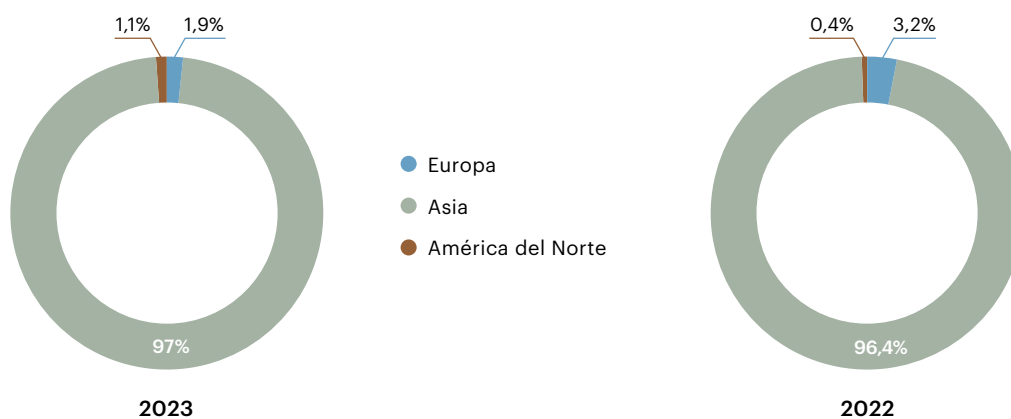 1,1%
1,9%
97%
2023
Europa
Asia
América del Norte
0,4%
3,2%
96,4%
2022